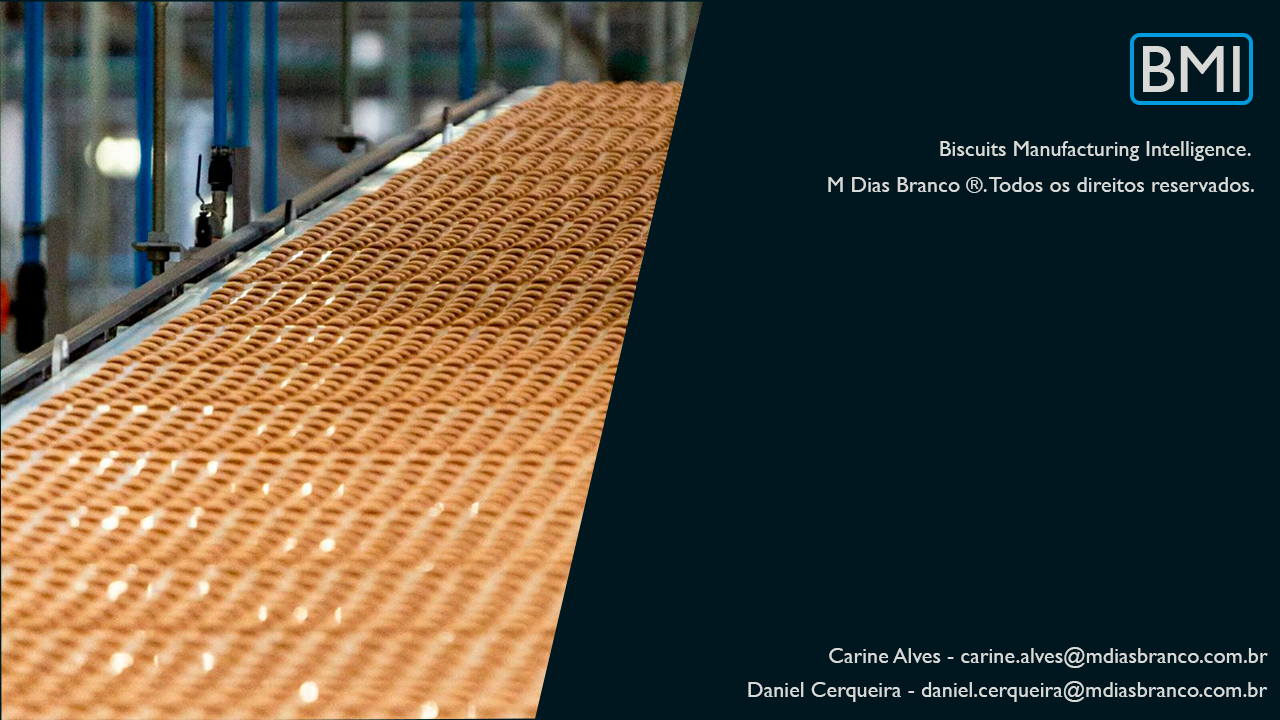 BMI
Biscuits Manufacturing Intelligence.
M Dias Branco ®. Todos os direitos reservados.
Carine Alves - carine.alves@mdiasbranco.com.br
Daniel Cerqueira - daniel.cerqueira@mdiasbranco.com.br